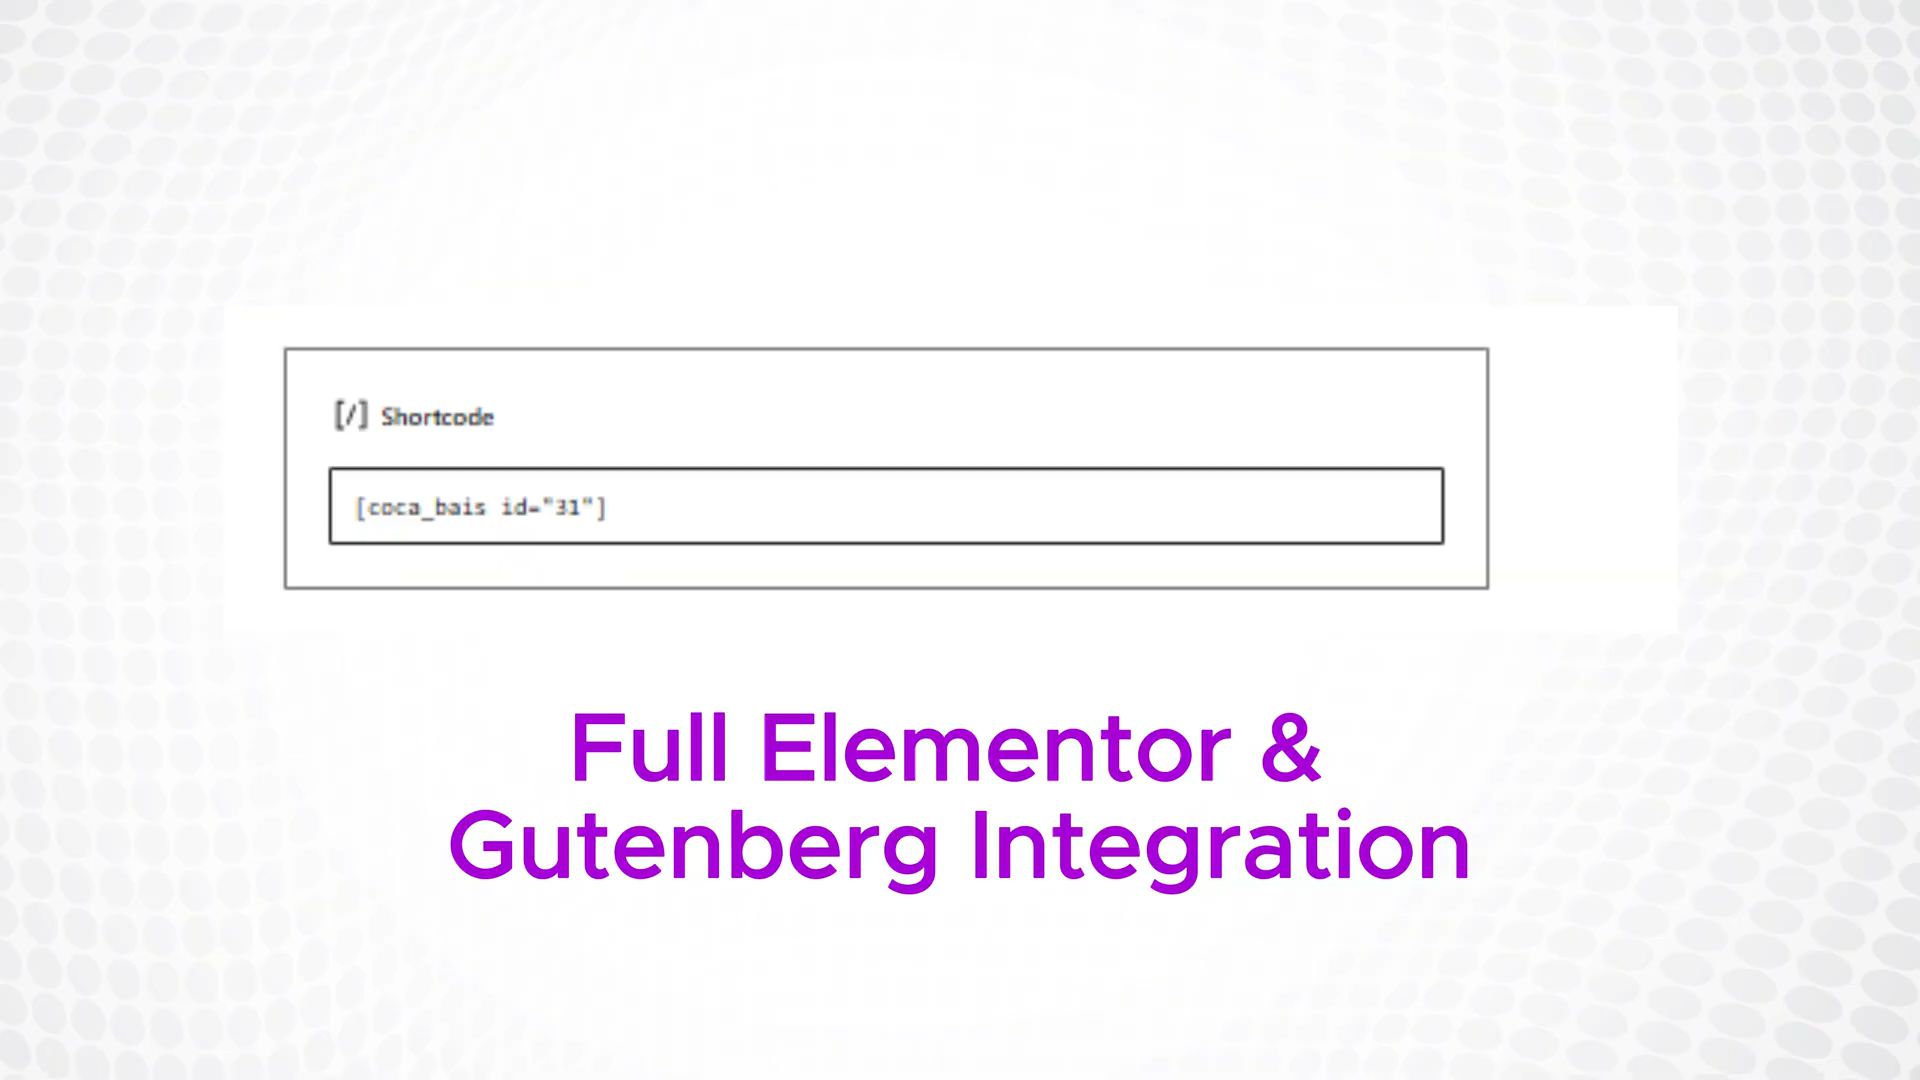 [/] Shortcode
[coca_bais id="31"]
Full Elementor &
Gutenberg Integration